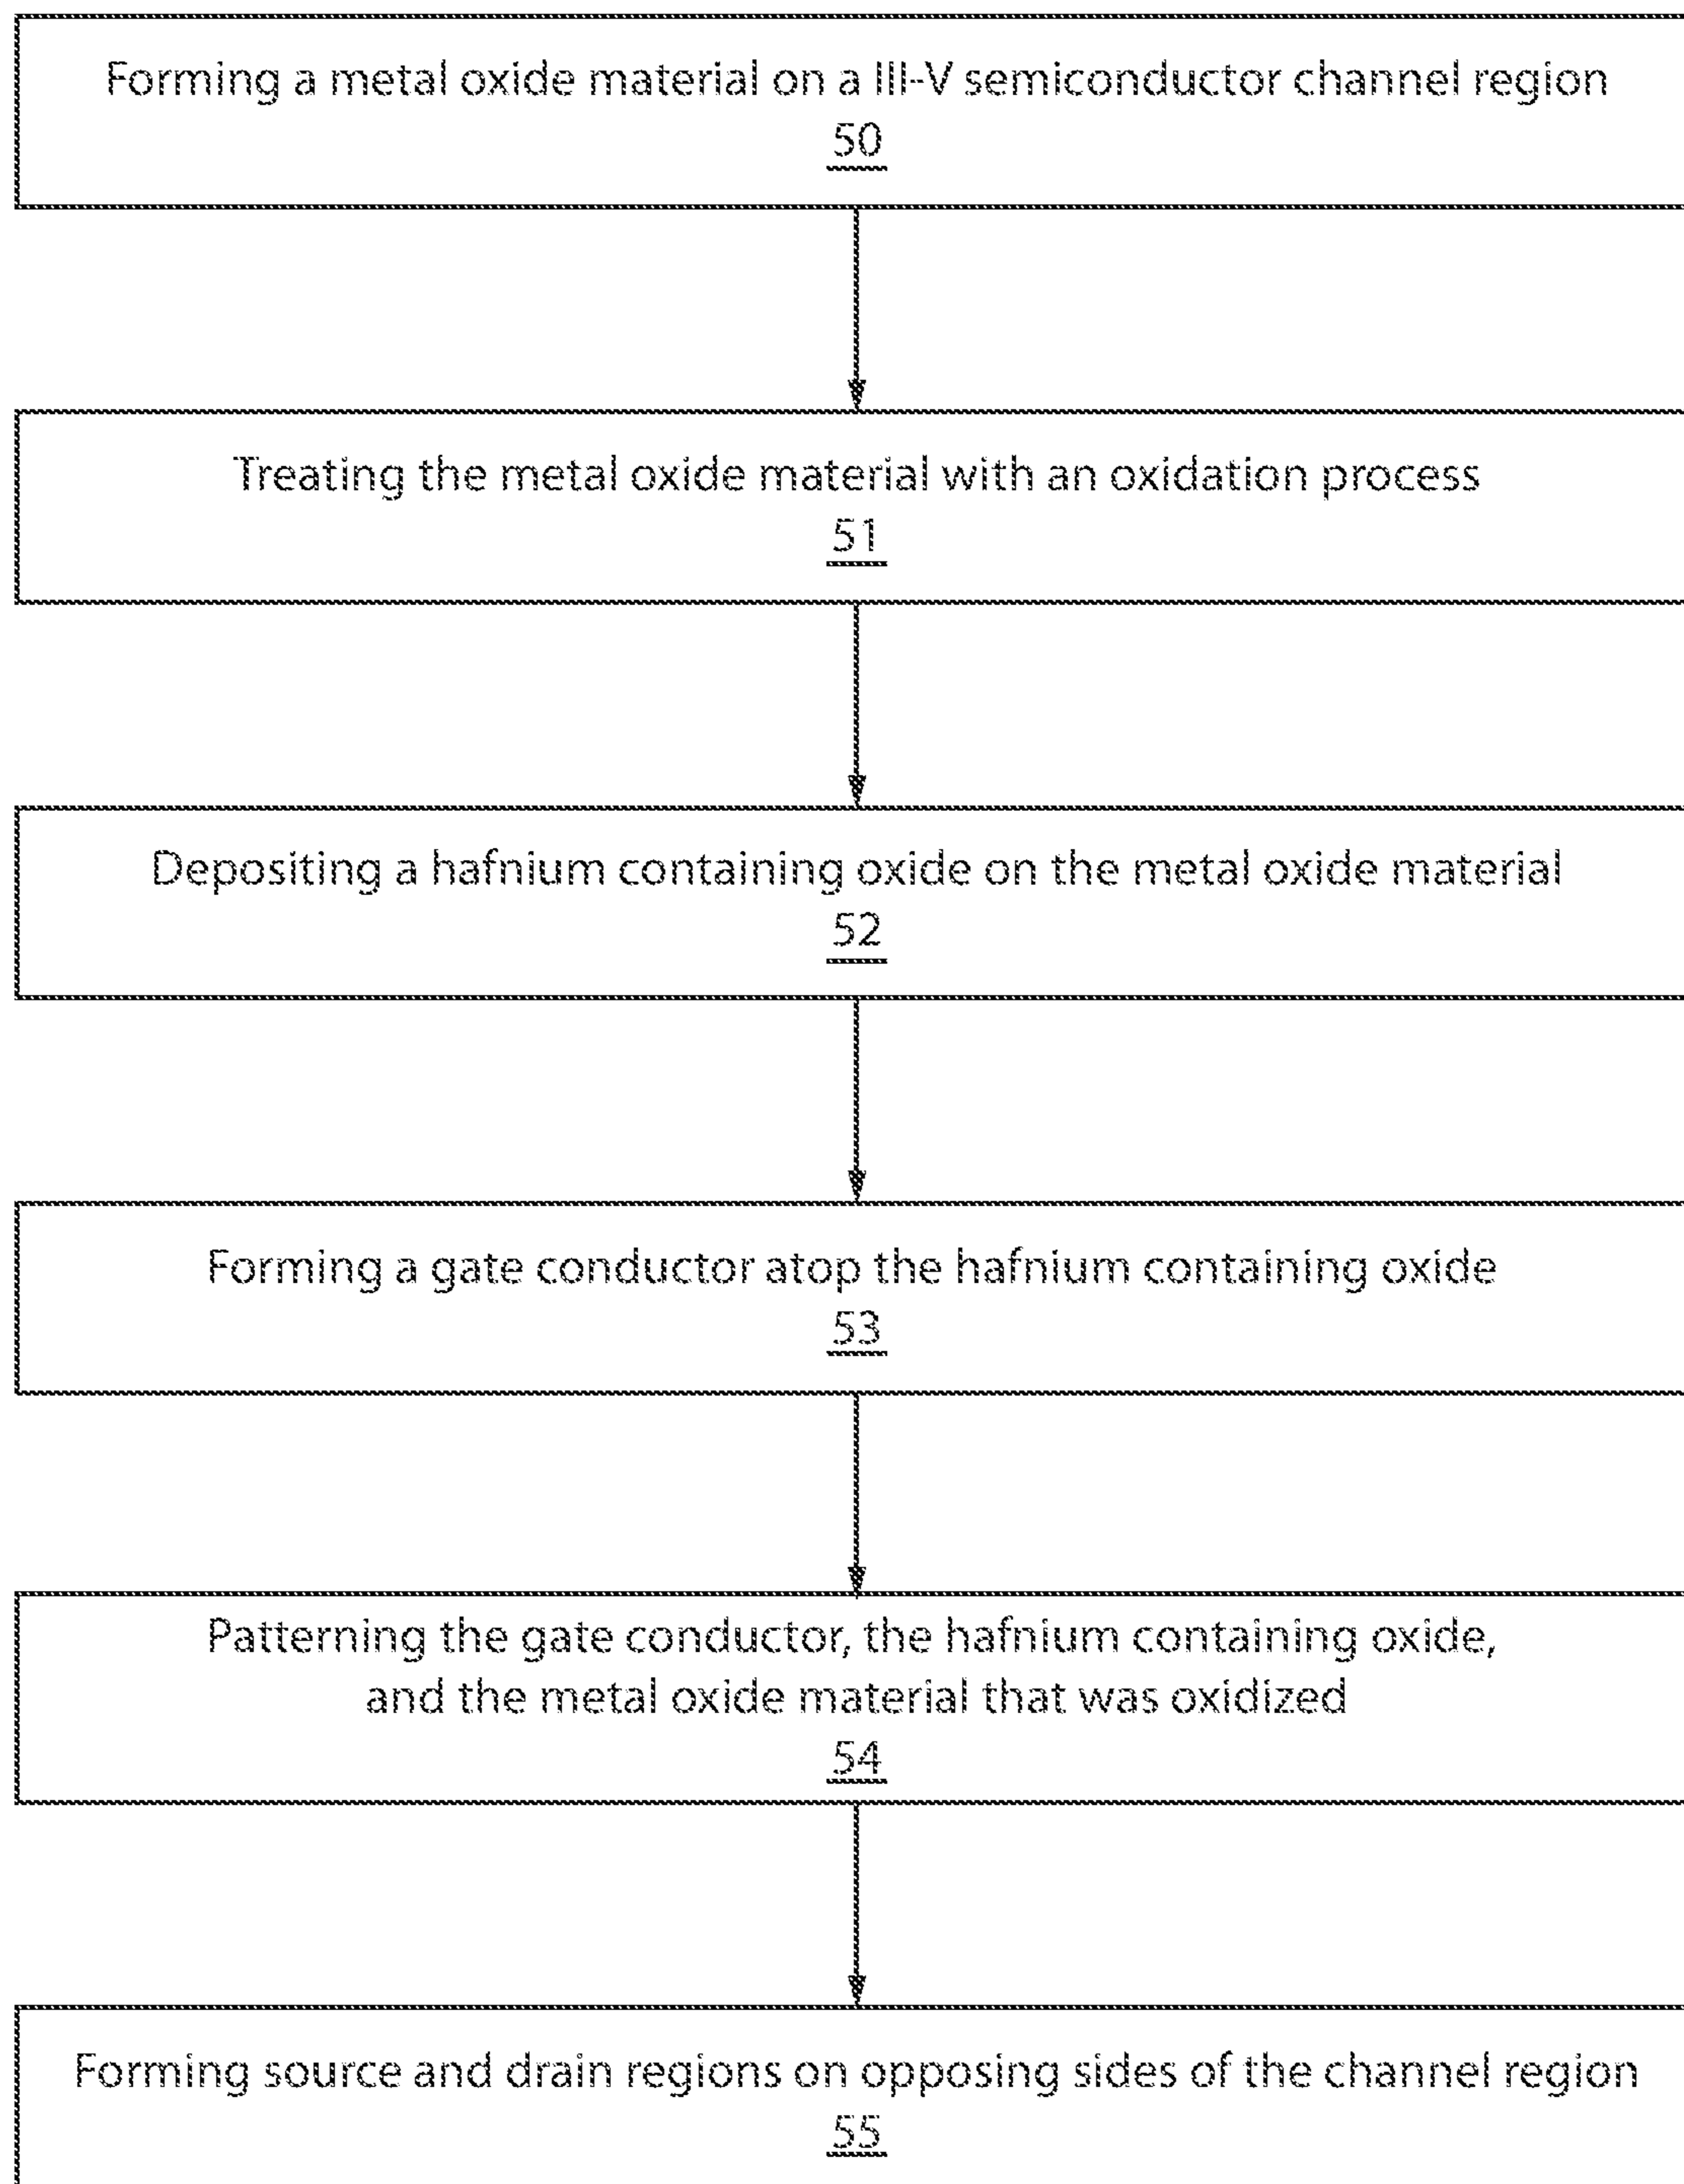 Forming a metal oxide material on a III-V semiconductor channel region
50
Treating the metal oxide material with an oxidation process
51
Depositing a hafnium containing oxide on the metal oxide material
52
Forming a gate conductor atop the hafnium containing oxide
53
Patterning the gate conductor, the hafnium containing oxide,
and the metal oxide material that was oxidized
54
Forming source and drain regions on opposing sides of the channel region
55